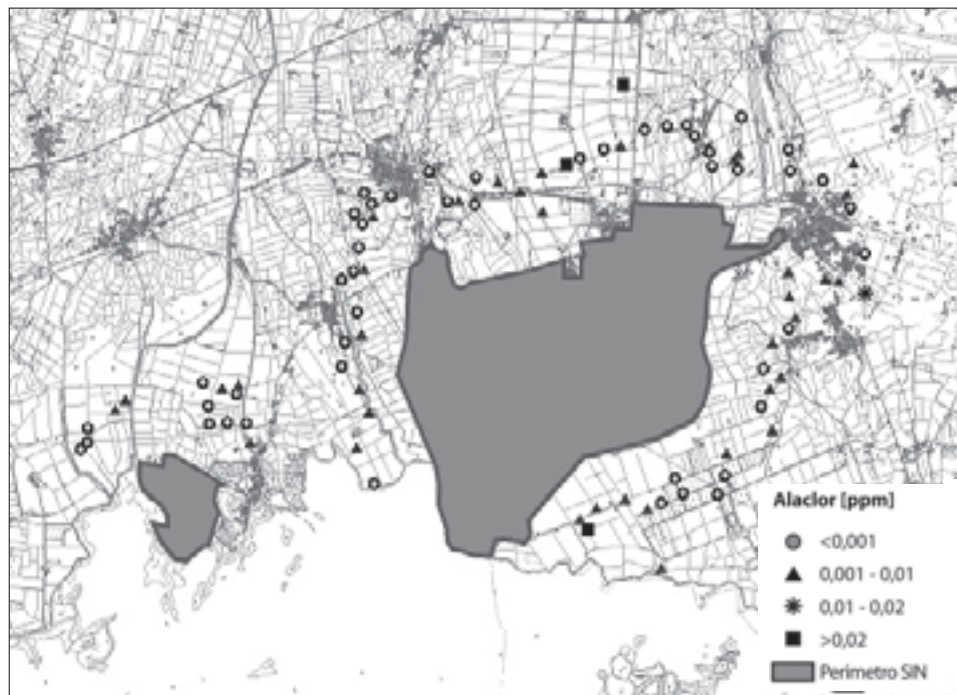 Alaclor [ppm]
<0,001
0,001 - 0,01
0,01 - 0,02
>0,02
Perimetro SIN